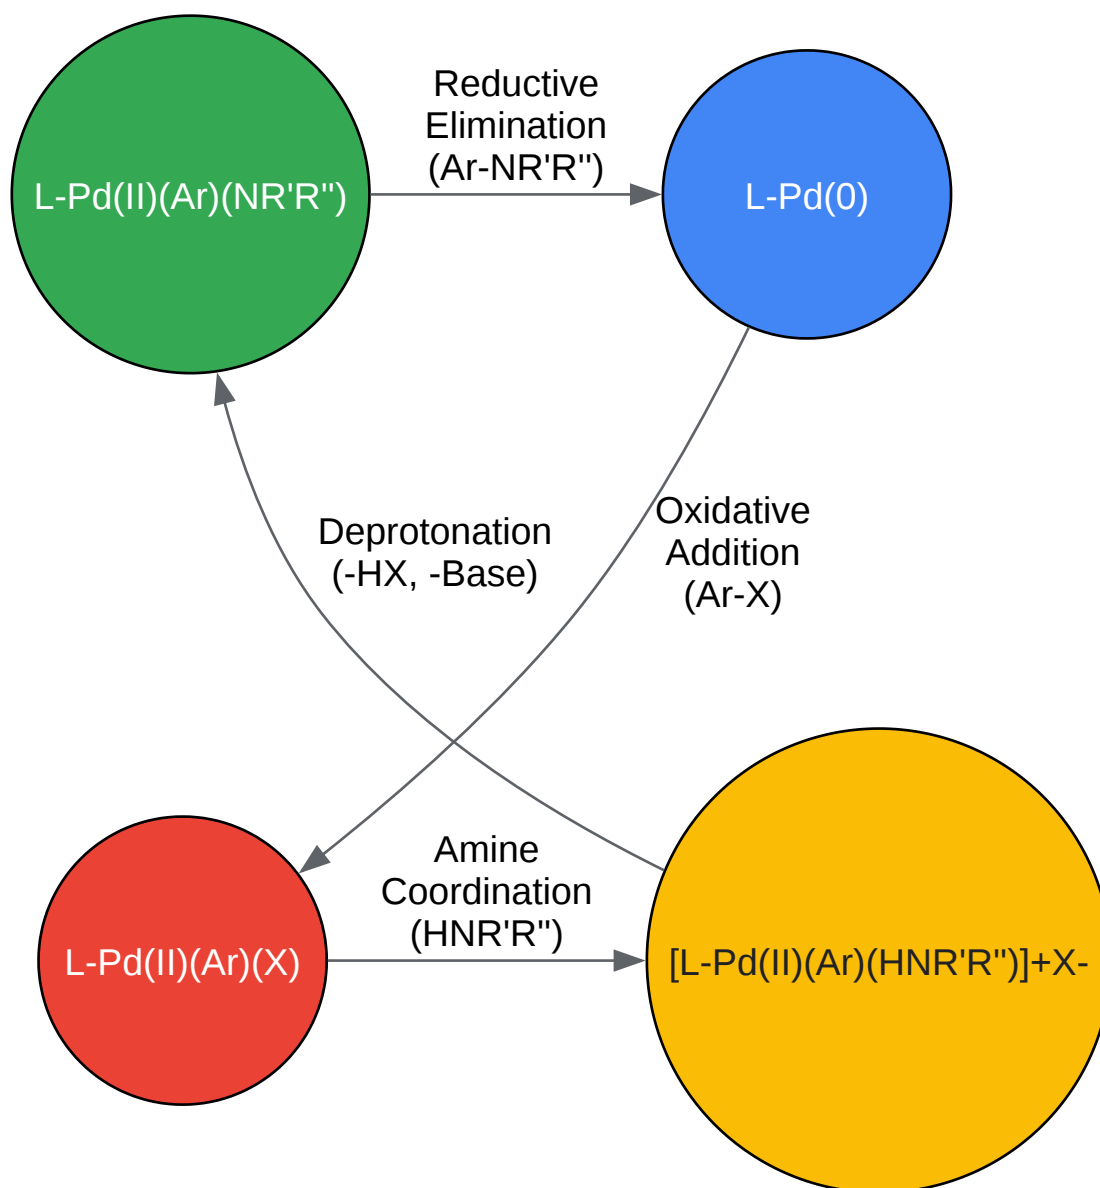 Reductive
Elimination
(Ar-NR'R'')
L-Pd(II)(Ar)(NR'R'')
L-Pd(0)
Deprotonation
(-HX, -Base)
Oxidative
Addition
(Ar-X)
Amine
Coordination
(HNR'R'')
L-Pd(II)(Ar)(X)
[L-Pd(II)(Ar)(HNR'R'')]+X-